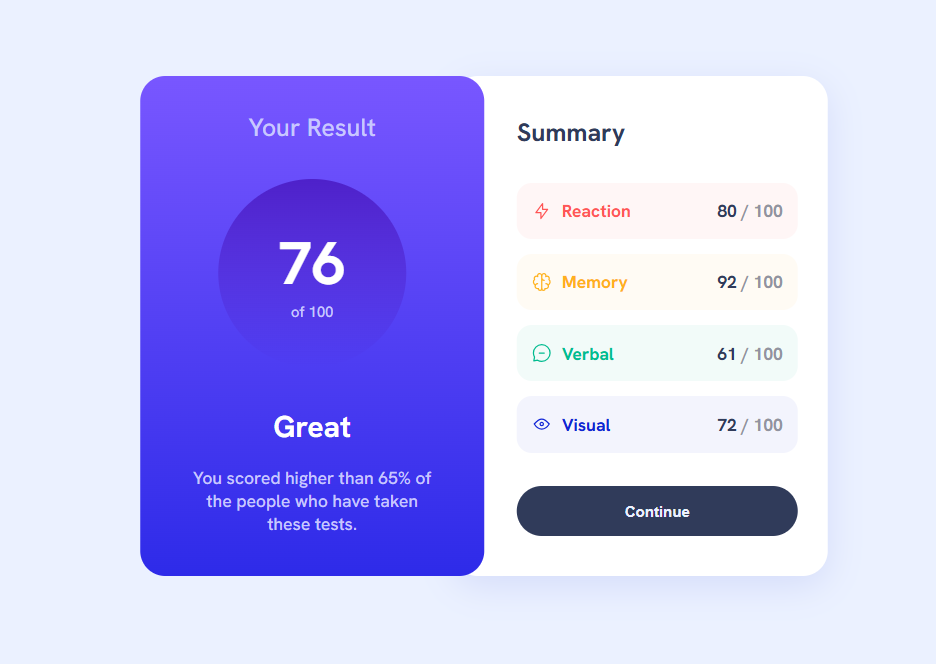 Your Result
76
of 100
Great
You scored higher than 65% of
the people who have taken
these tests.
Summary
Reaction 80 / 100
Memory 92 / 100
Verbal 61 / 100
Visual 72 / 100
Continue